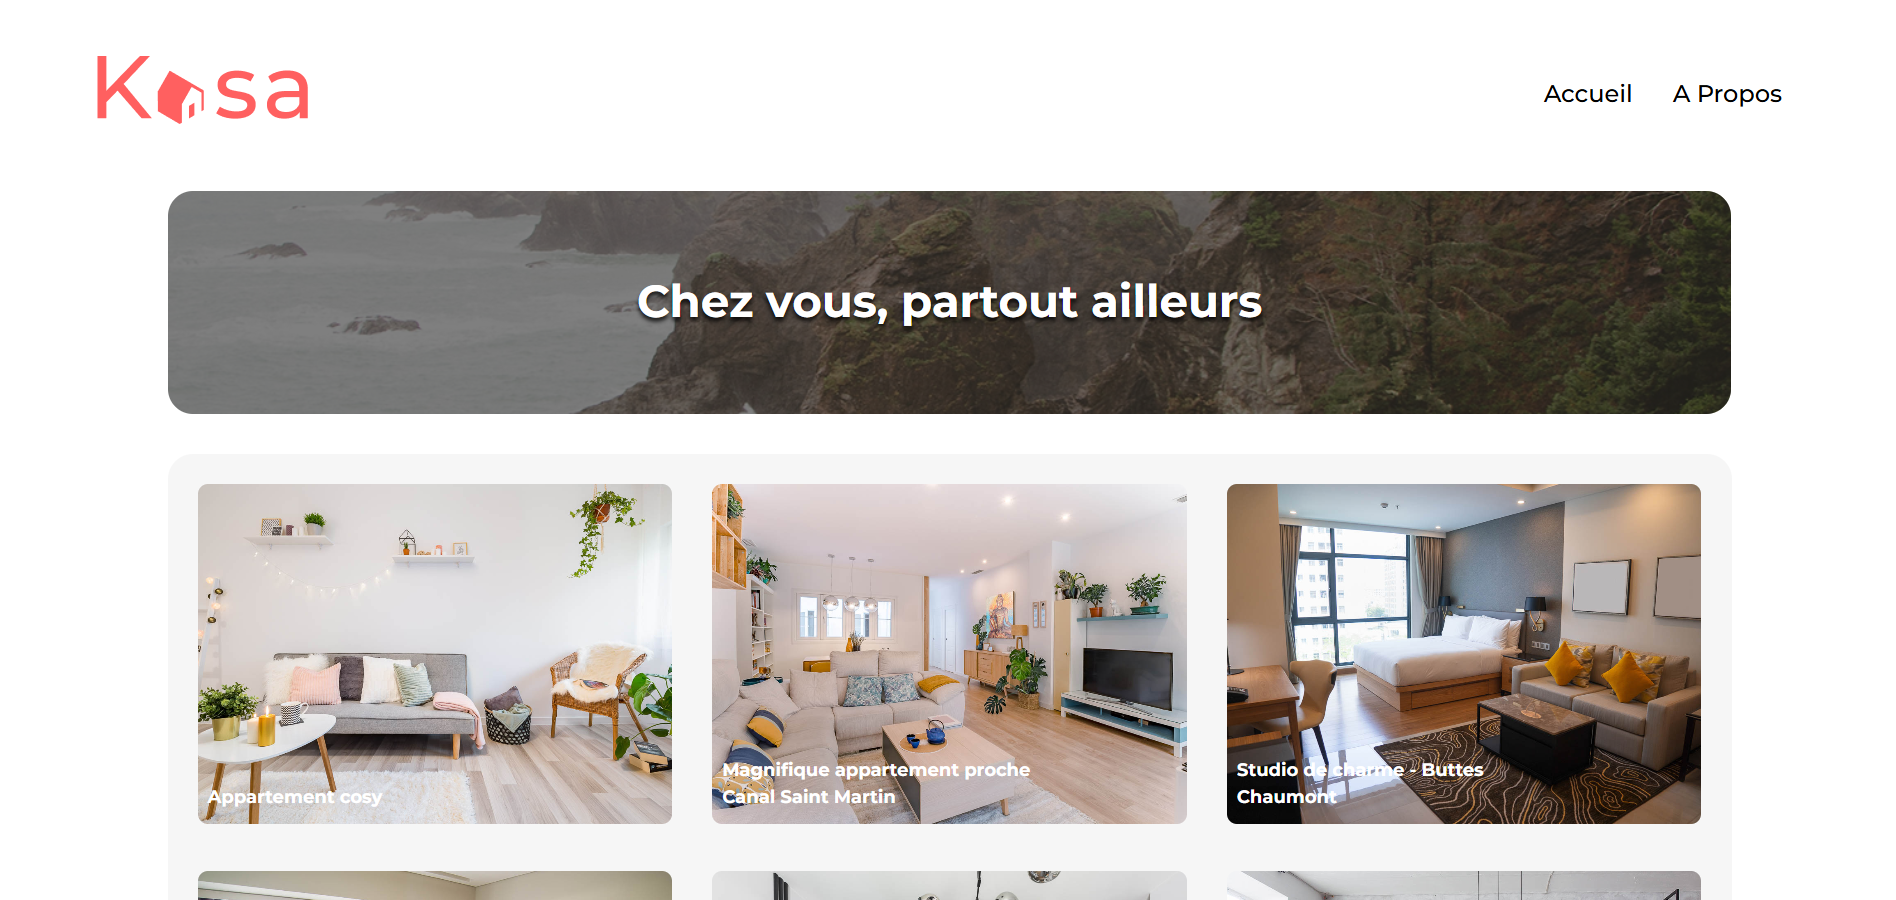 Kasa
Accueil
A Propos
Chez vous, partout ailleurs
Appartement cosy
Magnifique appartement proche
Canal Saint Martin
Studio de charme - Buttes
Chaumont